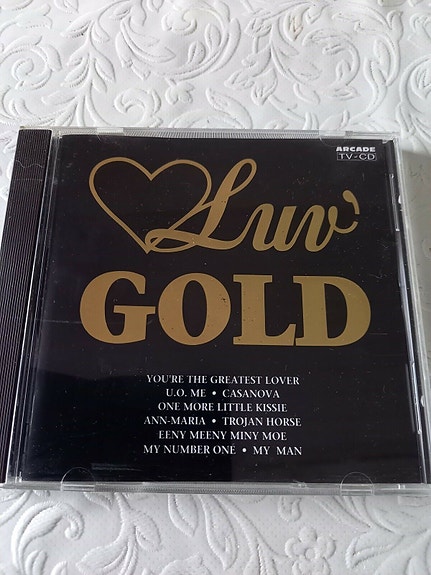 ARCADE
TV-CD
Luv'
GOLD
YOU'RE THE GREATEST LOVER
U.O. ME • CASANOVA
ONE MORE LITTLE KISSIE
ANN-MARIA • TROJAN HORSE
EENY MEENY MINY MOE
MY NUMBER ONE • MY MAN